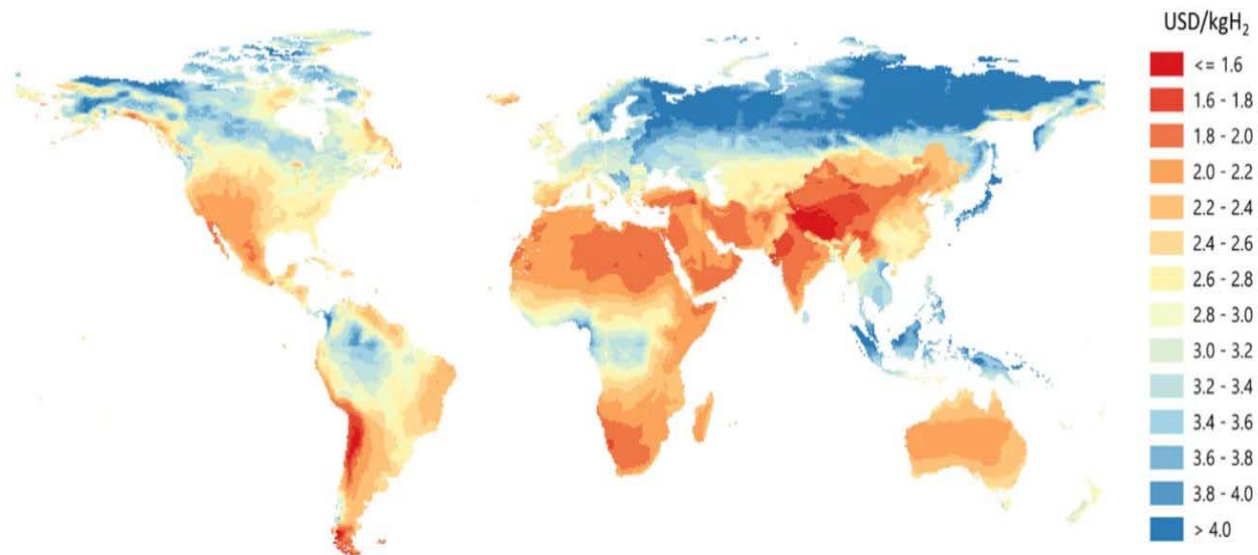 USD/kgH₂
<= 1.6
1.6 - 1.8
1.8 - 2.0
2.0 - 2.2
2.2 - 2.4
2.4 - 2.6
2.6 - 2.8
2.8 - 3.0
3.0 - 3.2
3.2 - 3.4
3.4 - 3.6
3.6 - 3.8
3.8 - 4.0
> 4.0